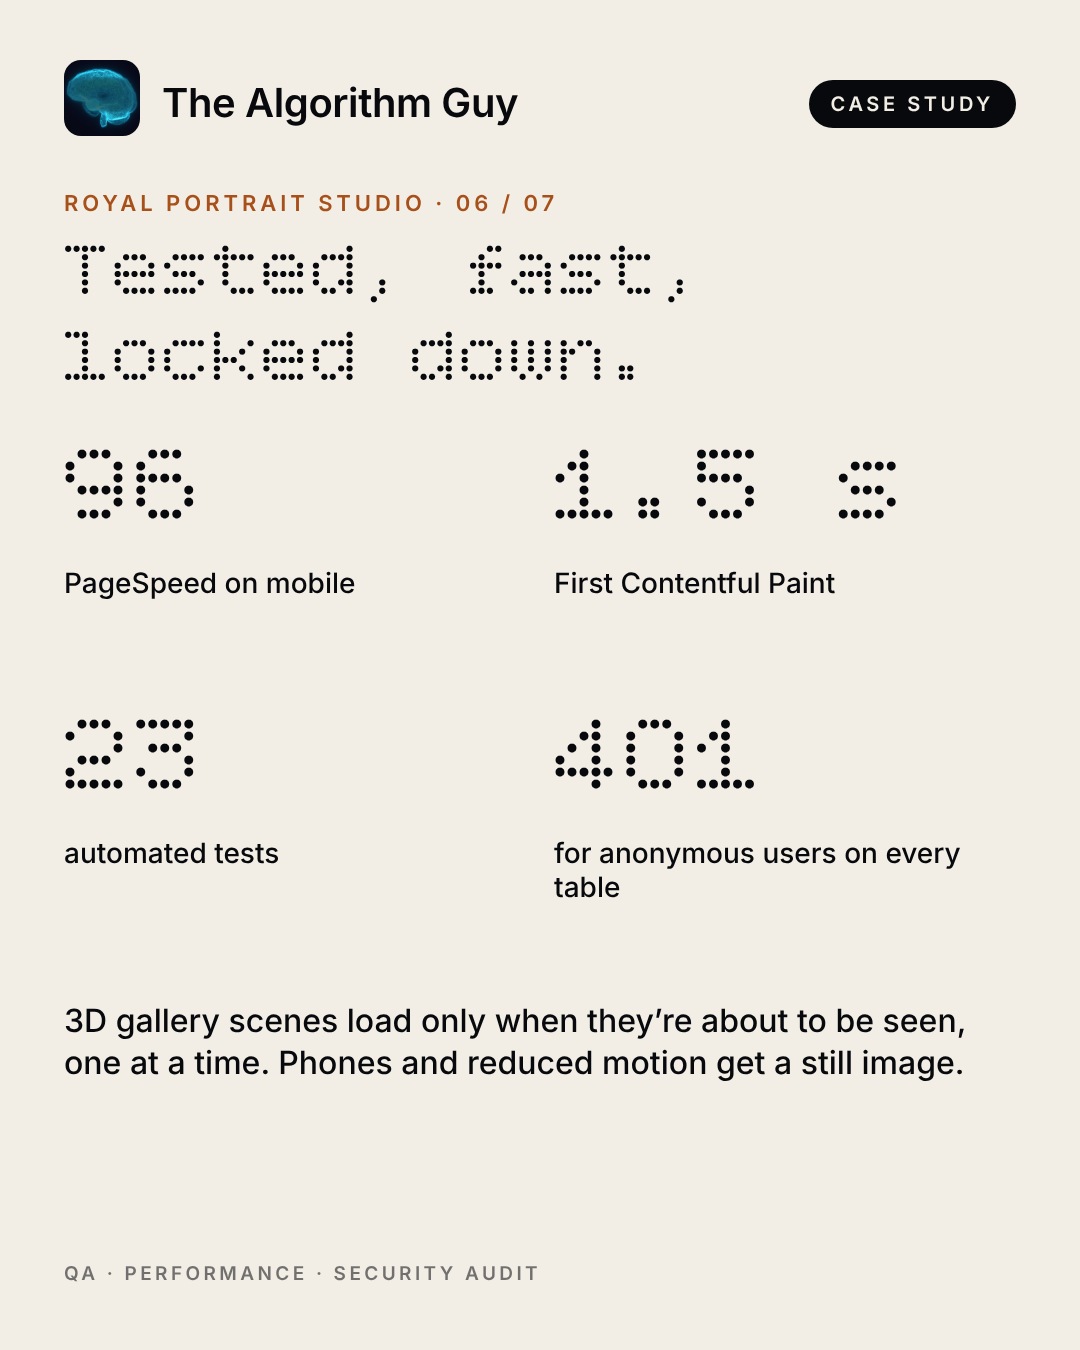 The Algorithm Guy
CASE STUDY
ROYAL PORTRAIT STUDIO · 06 / 07
Tested, fast,
locked down.
96
PageSpeed on mobile
1.5 s
First Contentful Paint
23
automated tests
401
for anonymous users on every
table
3D gallery scenes load only when they’re about to be seen,
one at a time. Phones and reduced motion get a still image.
QA · PERFORMANCE · SECURITY AUDIT